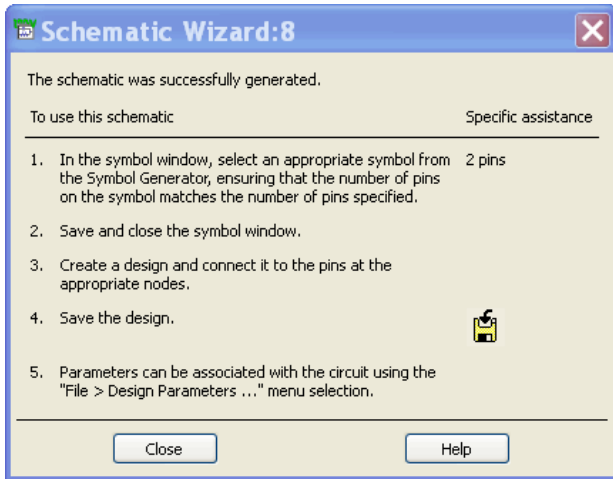 Schematic Wizard:8
The schematic was successfully generated.
To use this schematic Specific assistance
1. In the symbol window, select an appropriate symbol from 2 pins
the Symbol Generator, ensuring that the number of pins
on the symbol matches the number of pins specified.
2. Save and close the symbol window.
3. Create a design and connect it to the pins at the
appropriate nodes.
4. Save the design.
5. Parameters can be associated with the circuit using the
"File > Design Parameters ..." menu selection.
Close Help